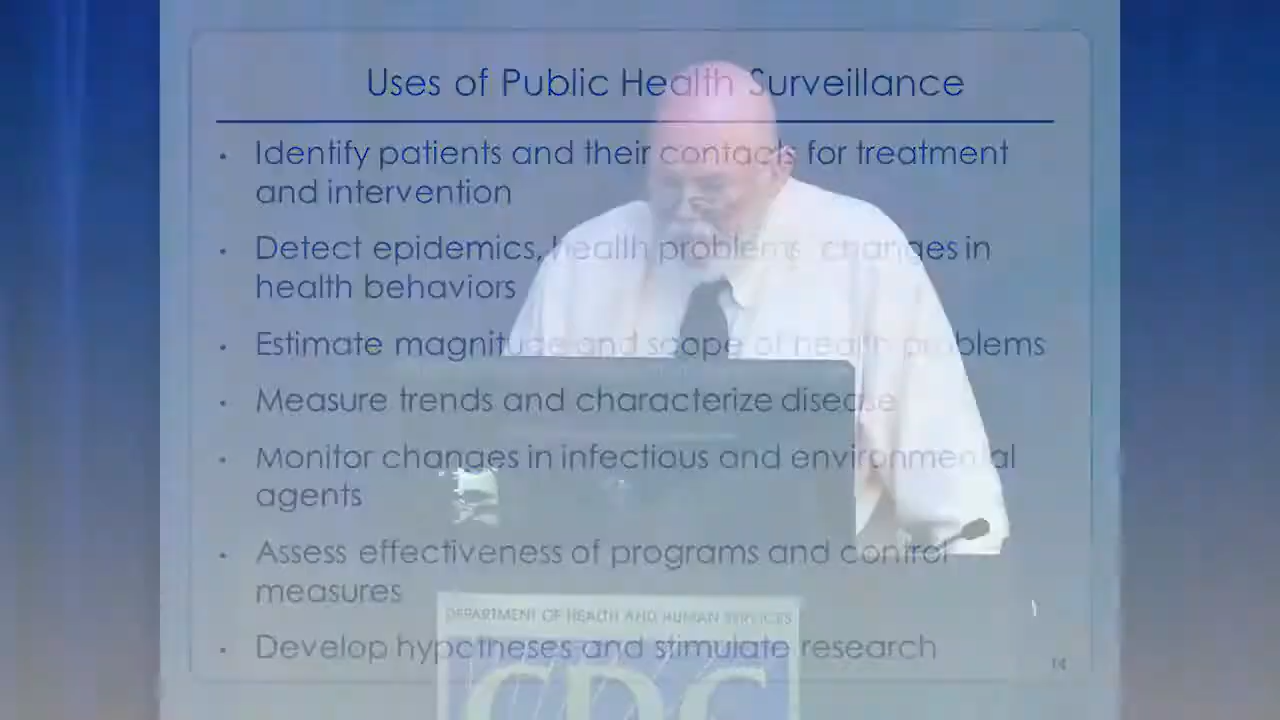 Uses of Public Health Surveillance
• Identify patients and their contacts for treatment
and intervention
• Detect epidemics, health problems, changes in
health behaviors
• Estimate magnitude and scope of health problems
• Measure trends and characterize disease
• Monitor changes in infectious and environmental
agents
• Assess effectiveness of programs and control
measures
DEPARTMENT OF HEALTH AND HUMAN SERVICES
• Develop hypotheses and stimulate research
14
CDC